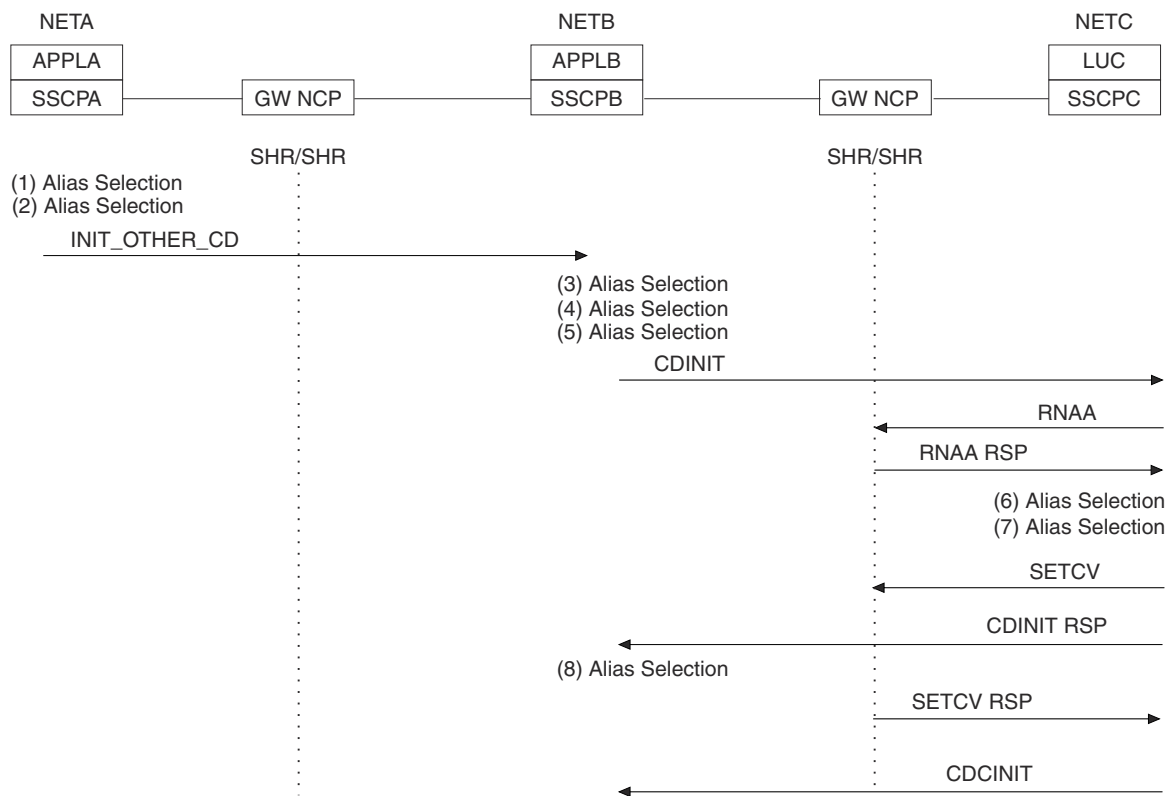 NETA NETB NETC
APPLA APPLB LUC
SSCPA GW NCP SSCPB GW NCP SSCPC
SHR/SHR SHR/SHR
(1) Alias Selection
(2) Alias Selection
INIT_OTHER_CD
(3) Alias Selection
(4) Alias Selection
(5) Alias Selection
CDINIT
RNAA
RNAA RSP
(6) Alias Selection
(7) Alias Selection
SETCV
CDINIT RSP
(8) Alias Selection
SETCV RSP
CDCINIT